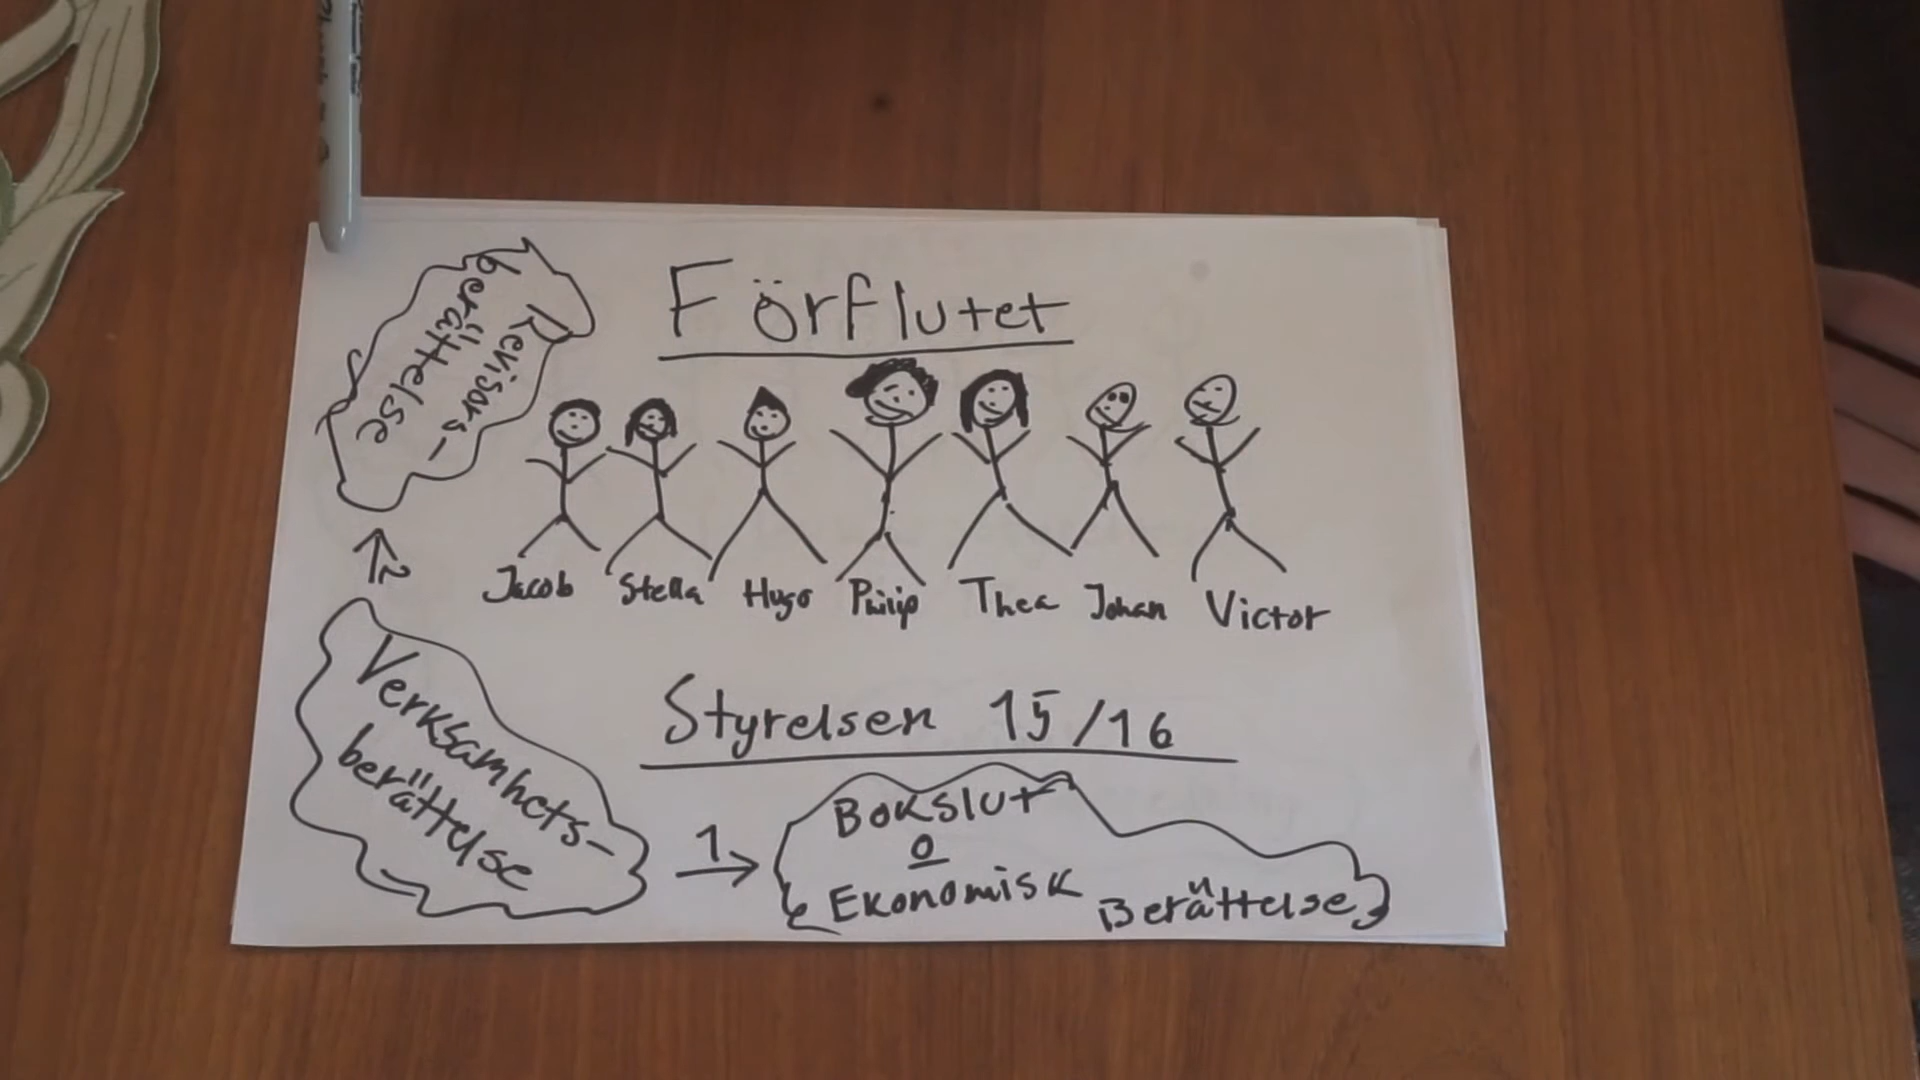 Förflutet
Revisors-
berättelse
Jacob Stella Hugo Philip Thea Johan Victor
2
Styrelsen 15/16
Verksamhets-
berättelse
1
Bokslut
o
Ekonomisk Berättelse